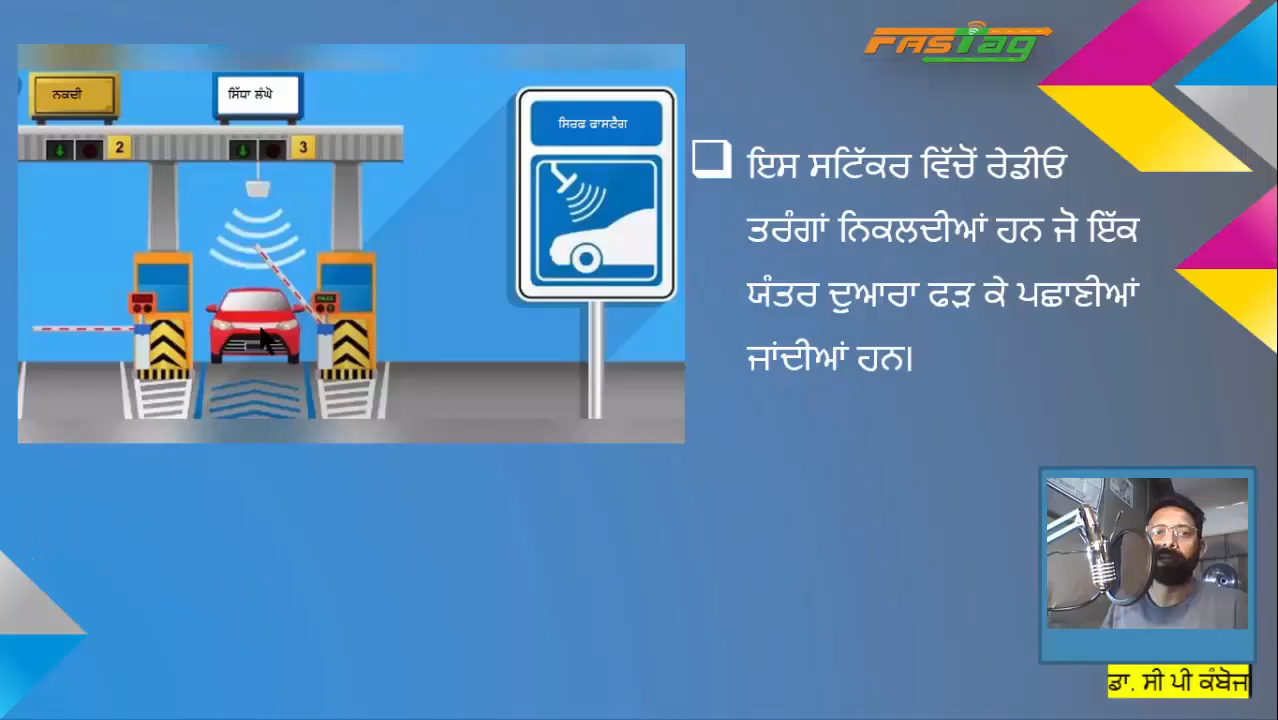 FASTag
ਨਕਦੀ
ਸਿੱਧਾ ਲੰਘੋ
2
3
ਸਿਰਫ ਫਾਸਟੈਗ
ਇਸ ਸਟਿੱਕਰ ਵਿੱਚੋਂ ਰੇਡੀਓ
ਤਰੰਗਾਂ ਨਿਕਲਦੀਆਂ ਹਨ ਜੋ ਇੱਕ
ਯੰਤਰ ਦੁਆਰਾ ਫੜ ਕੇ ਪਛਾਣੀਆਂ
ਜਾਂਦੀਆਂ ਹਨ।
ਡਾ. ਸੀ ਪੀ ਕੰਬੋਜ